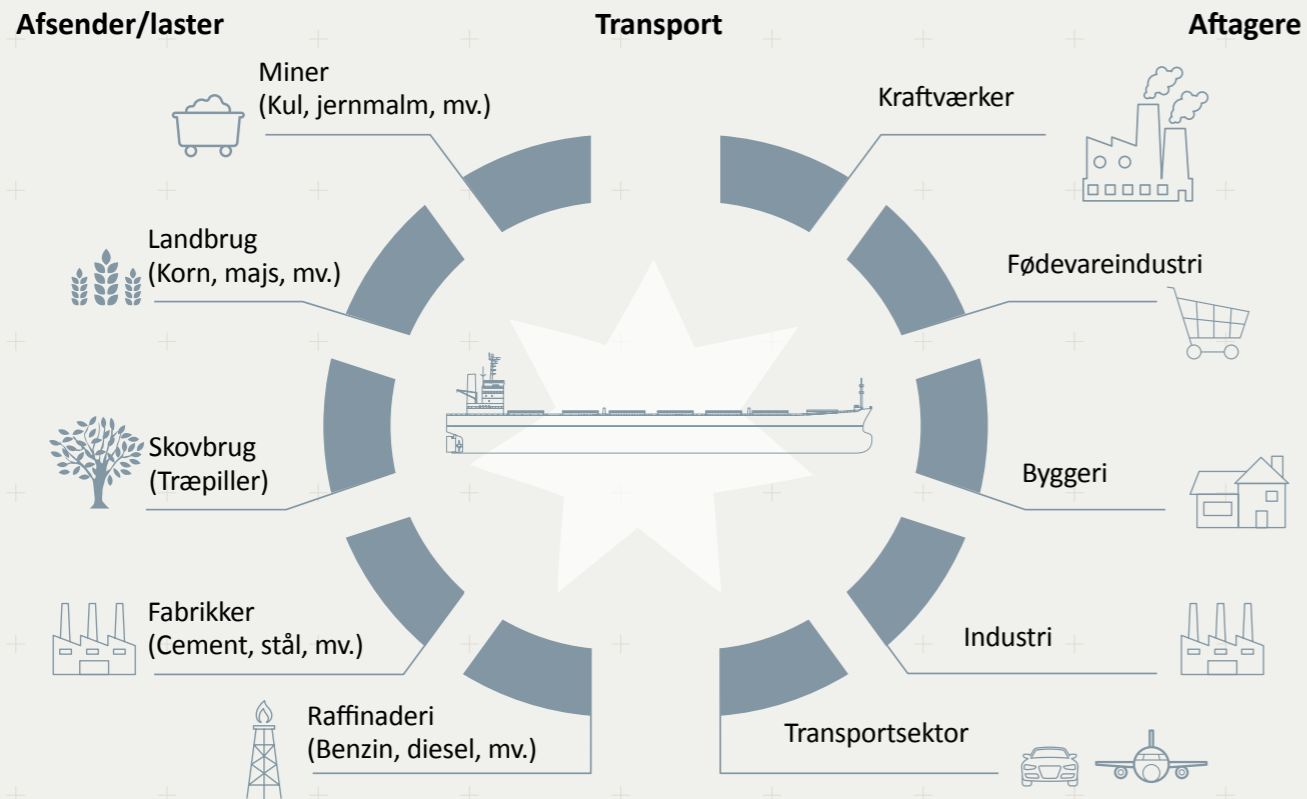 Afsender/laster
Transport
Aftagere
Miner
(Kul, jernmalm, mv.)
Landbrug
(Korn, majs, mv.)
Skovbrug
(Træpiller)
Fabrikker
(Cement, stål, mv.)
Raffinaderi
(Benzin, diesel, mv.)
Kraftværker
Fødevareindustri
Byggeri
Industri
Transportsektor